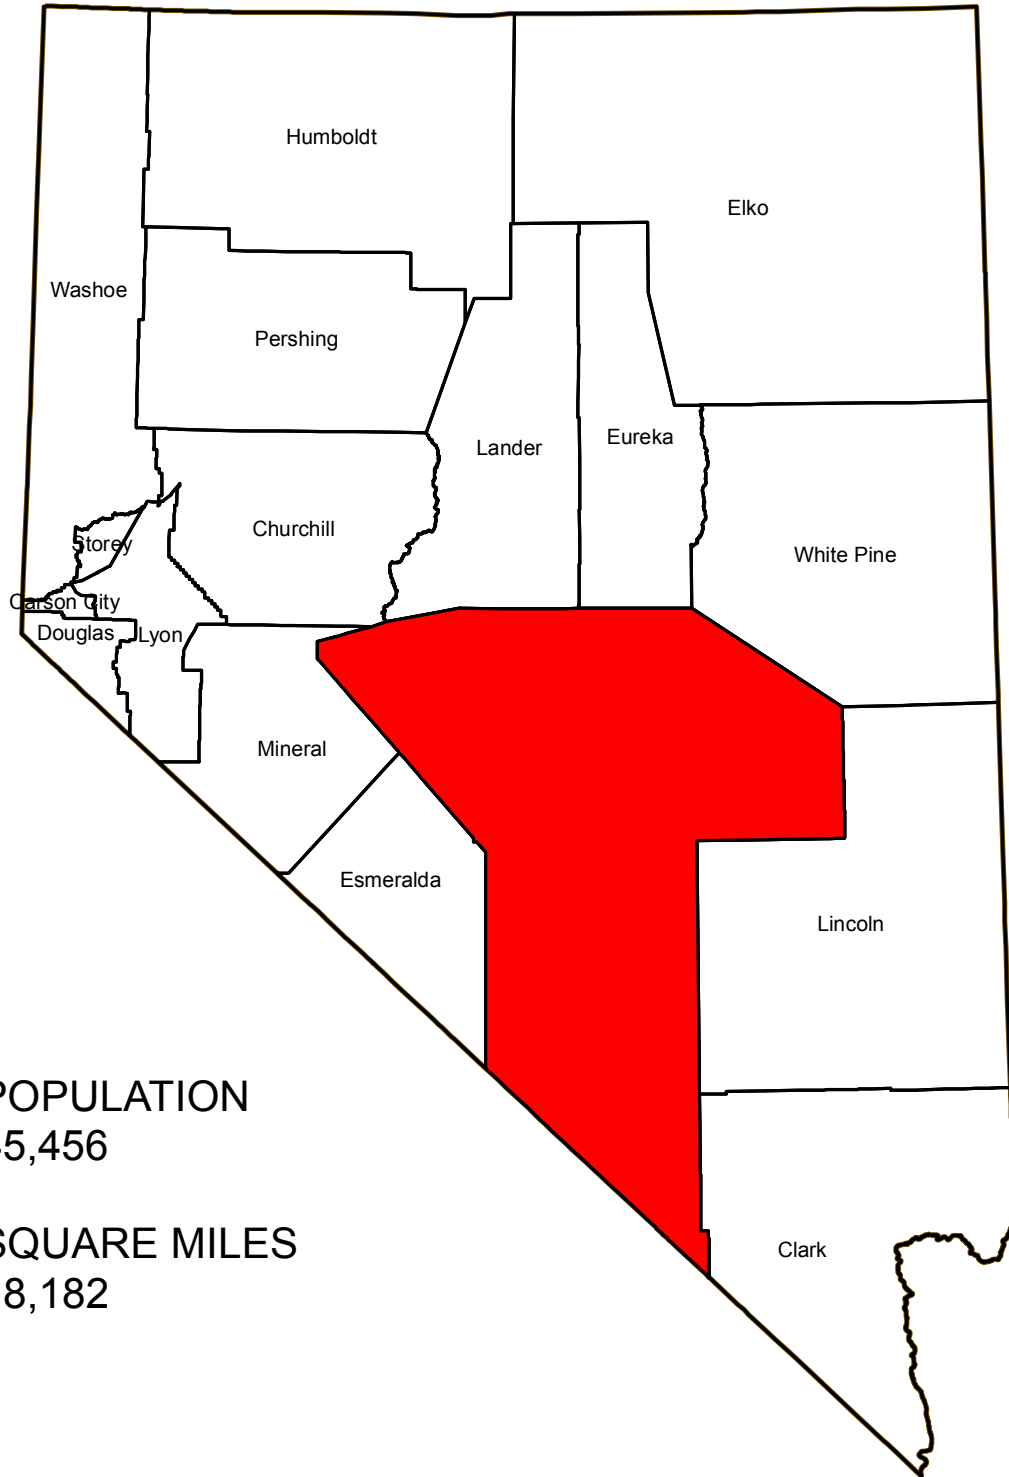 Humboldt
Elko
Washoe
Pershing
Eureka
Lander
Churchill
Storey
White Pine
Carson City
Douglas
Lyon
Mineral
Esmeralda
Lincoln
POPULATION
5,456
SQUARE MILES
8,182
Clark